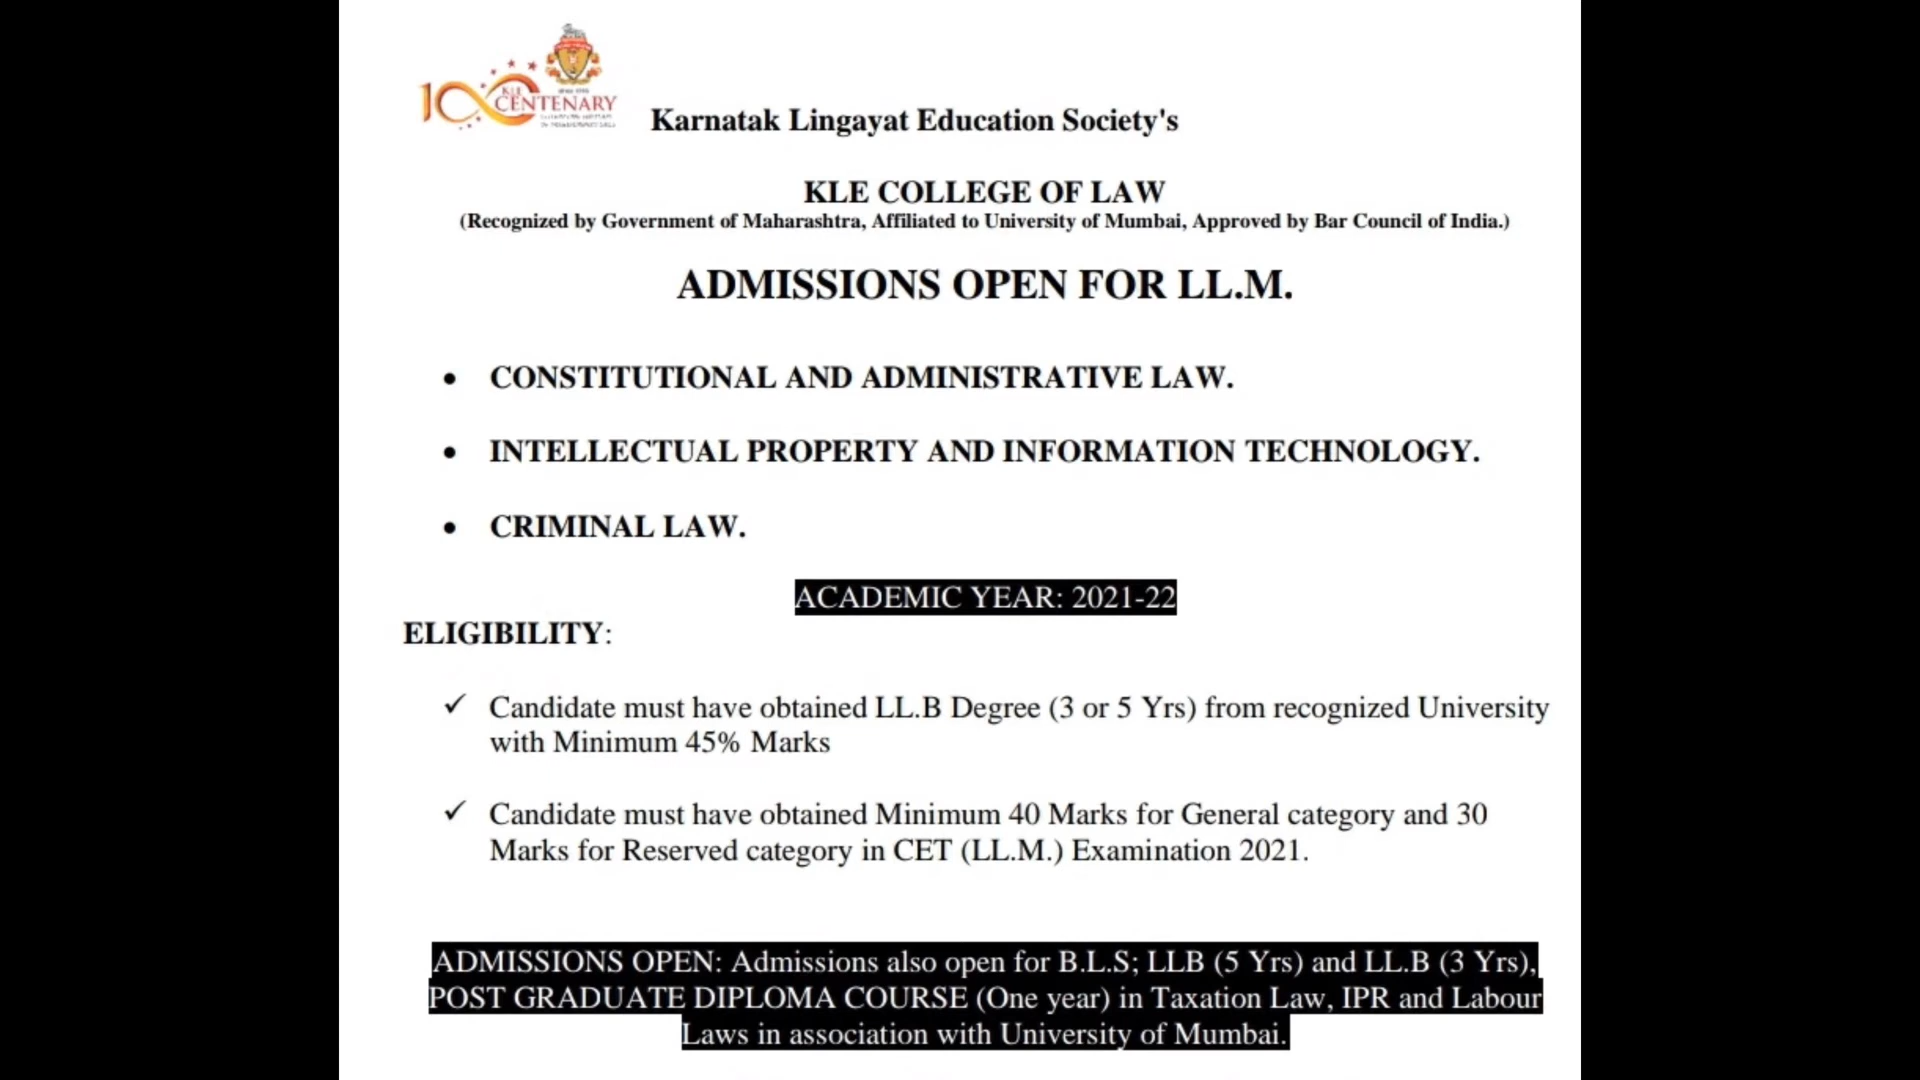 100 KLE
CENTENARY
Karnatak Lingayat Education Society's
KLE COLLEGE OF LAW
(Recognized by Government of Maharashtra, Affiliated to University of Mumbai, Approved by Bar Council of India.)
ADMISSIONS OPEN FOR LL.M.
• CONSTITUTIONAL AND ADMINISTRATIVE LAW.
• INTELLECTUAL PROPERTY AND INFORMATION TECHNOLOGY.
• CRIMINAL LAW.
ACADEMIC YEAR: 2021-22
ELIGIBILITY:
✓ Candidate must have obtained LL.B Degree (3 or 5 Yrs) from recognized University
with Minimum 45% Marks
✓ Candidate must have obtained Minimum 40 Marks for General category and 30
Marks for Reserved category in CET (LL.M.) Examination 2021.
ADMISSIONS OPEN: Admissions also open for B.L.S; LLB (5 Yrs) and LL.B (3 Yrs),
POST GRADUATE DIPLOMA COURSE (One year) in Taxation Law, IPR and Labour
Laws in association with University of Mumbai.